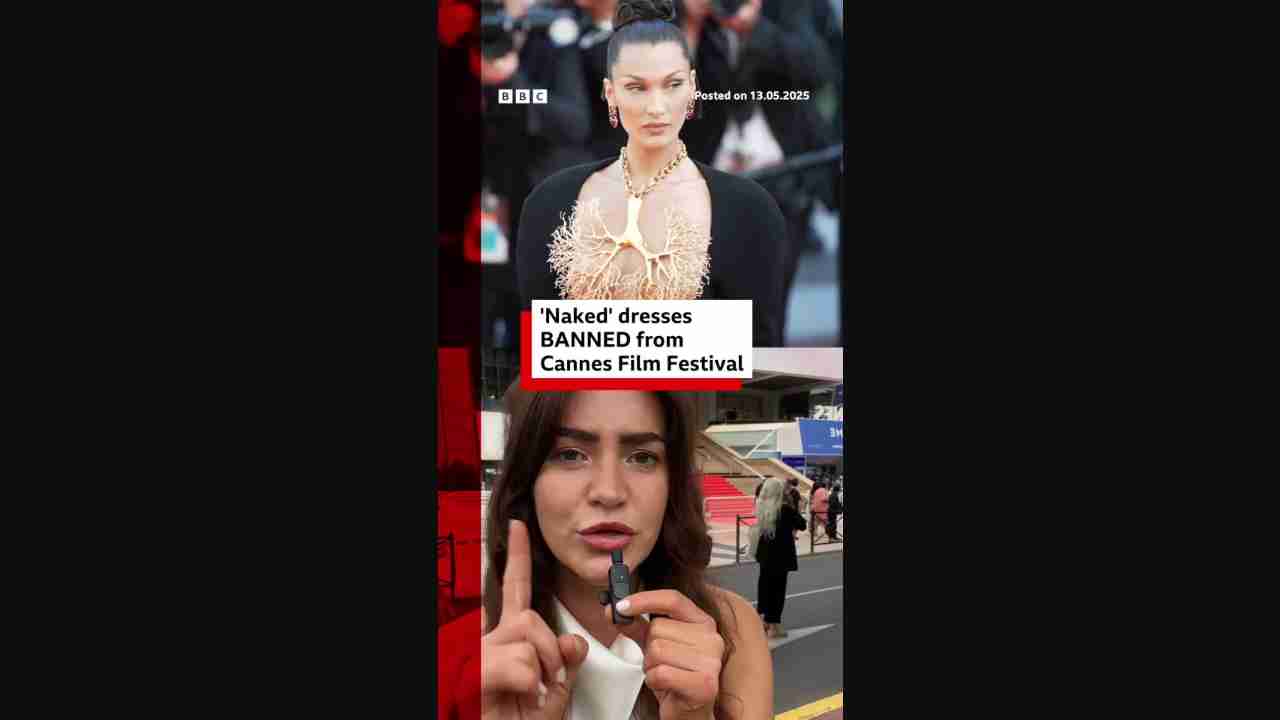 BBC
Posted on 13.05.2025
'Naked' dresses
BANNED from
Cannes Film Festival